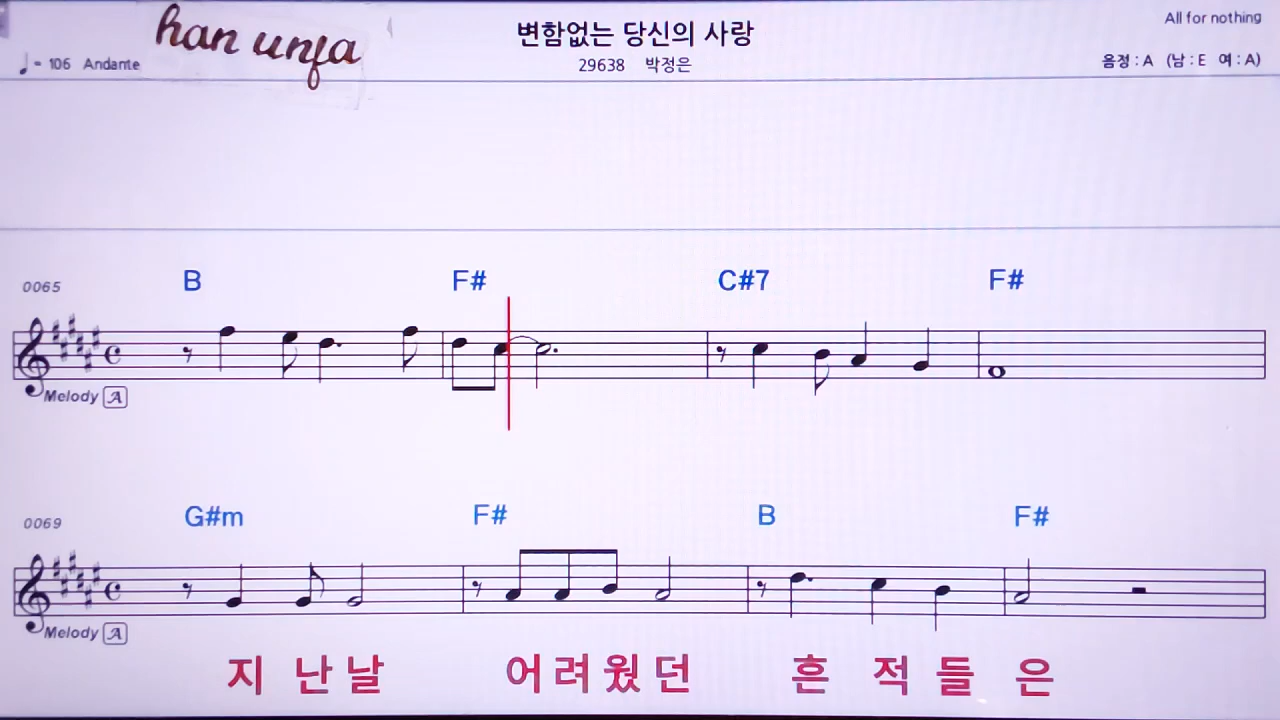 han unfa
변함없는 당신의 사랑
All for nothing
♩= 106 Andante
29638 박정은
음정 : A (남 : E 여 : A)
0065 B F# C#7 F#
Melody A
0069 G#m F# B F#
Melody A
지 난 날 어 려 웠 던 흔 적 들 은